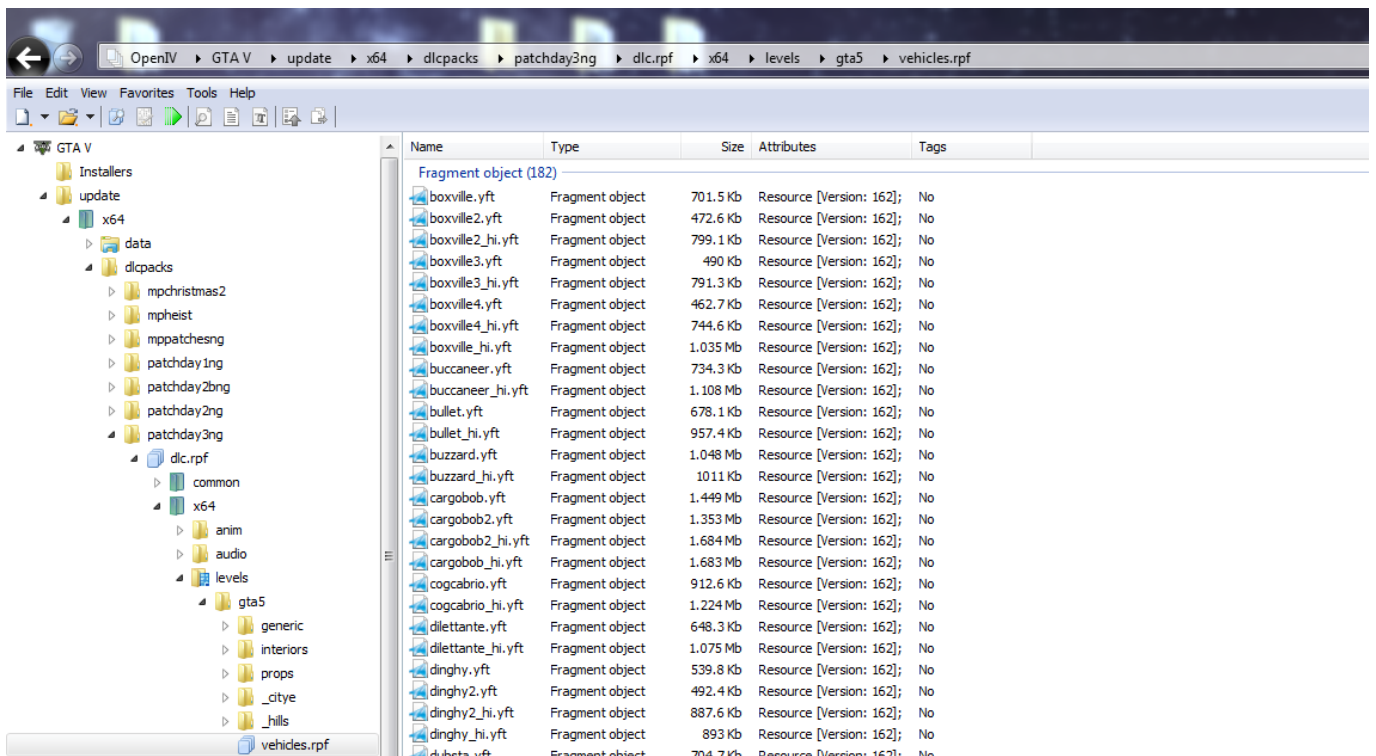 OpenIV GTA V update x64 dlcpacks patchday3ng dlc.rpf x64 levels gta5 vehicles.rpf
File Edit View Favorites Tools Help
GTA V
Installers
update
x64
data
dlcpacks
mpchristmas2
mpheist
mppatchesng
patchday1ng
patchday2bng
patchday2ng
patchday3ng
dlc.rpf
common
x64
anim
audio
levels
gta5
generic
interiors
props
_citye
_hills
vehicles.rpf
Name Type Size Attributes Tags
Fragment object (182)
boxville.yft Fragment object 701.5 Kb Resource [Version: 162]; No
boxville2.yft Fragment object 472.6 Kb Resource [Version: 162]; No
boxville2_hi.yft Fragment object 799.1 Kb Resource [Version: 162]; No
boxville3.yft Fragment object 490 Kb Resource [Version: 162]; No
boxville3_hi.yft Fragment object 791.3 Kb Resource [Version: 162]; No
boxville4.yft Fragment object 462.7 Kb Resource [Version: 162]; No
boxville4_hi.yft Fragment object 744.6 Kb Resource [Version: 162]; No
boxville_hi.yft Fragment object 1.035 Mb Resource [Version: 162]; No
buccaneer.yft Fragment object 734.3 Kb Resource [Version: 162]; No
buccaneer_hi.yft Fragment object 1.108 Mb Resource [Version: 162]; No
bullet.yft Fragment object 678.1 Kb Resource [Version: 162]; No
bullet_hi.yft Fragment object 957.4 Kb Resource [Version: 162]; No
buzzard.yft Fragment object 1.048 Mb Resource [Version: 162]; No
buzzard_hi.yft Fragment object 1011 Kb Resource [Version: 162]; No
cargobob.yft Fragment object 1.449 Mb Resource [Version: 162]; No
cargobob2.yft Fragment object 1.353 Mb Resource [Version: 162]; No
cargobob2_hi.yft Fragment object 1.684 Mb Resource [Version: 162]; No
cargobob_hi.yft Fragment object 1.683 Mb Resource [Version: 162]; No
cogcabrio.yft Fragment object 912.6 Kb Resource [Version: 162]; No
cogcabrio_hi.yft Fragment object 1.224 Mb Resource [Version: 162]; No
dilettante.yft Fragment object 648.3 Kb Resource [Version: 162]; No
dilettante_hi.yft Fragment object 1.075 Mb Resource [Version: 162]; No
dinghy.yft Fragment object 539.8 Kb Resource [Version: 162]; No
dinghy2.yft Fragment object 492.4 Kb Resource [Version: 162]; No
dinghy2_hi.yft Fragment object 887.6 Kb Resource [Version: 162]; No
dinghy_hi.yft Fragment object 893 Kb Resource [Version: 162]; No
dubsta.yft Fragment object 704.7 Kb Resource [Version: 162]; No